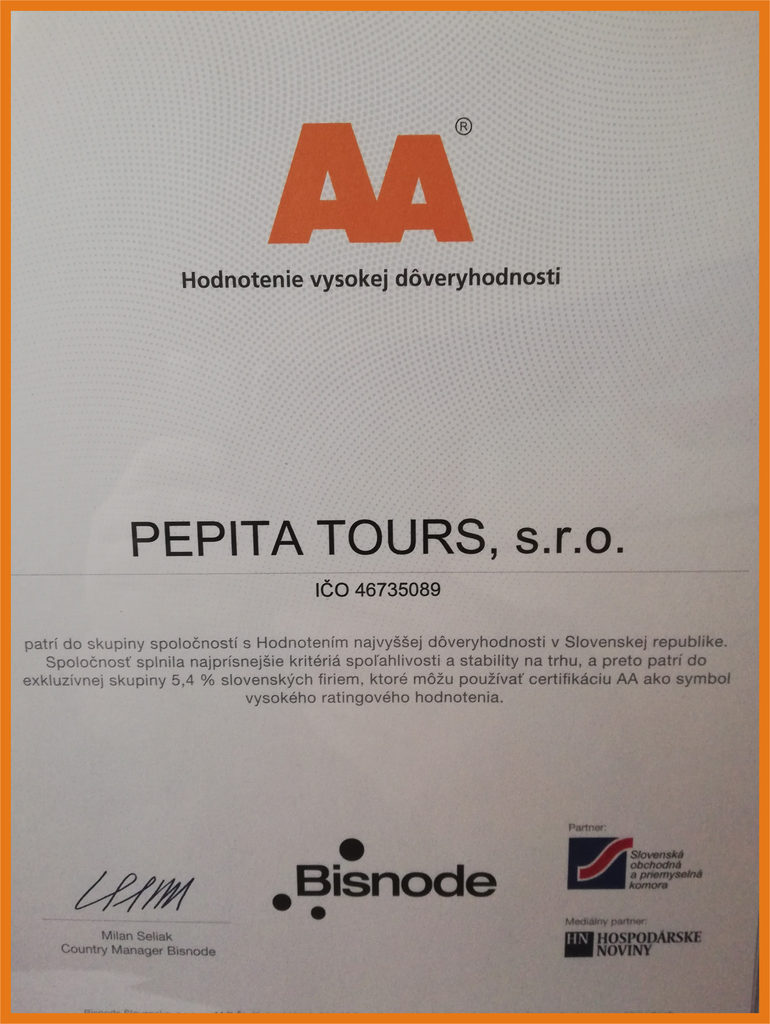 AA®
Hodnotenie vysokej dôveryhodnosti
PEPITA TOURS, s.r.o.
IČO 46735089
patrí do skupiny spoločností s Hodnotením najvyššej dôveryhodnosti v Slovenskej republike.
Spoločnosť splnila najprísnejšie kritériá spoľahlivosti a stability na trhu, a preto patrí do
exkluzívnej skupiny 5,4 % slovenských firiem, ktoré môžu používať certifikáciu AA ako symbol
vysokého ratingového hodnotenia.
Milan Seliak
Country Manager Bisnode
Bisnode
Partner:
Slovenská
obchodná
a priemyselná
komora
Mediálny partner:
HN HOSPODÁRSKE
NOVINY